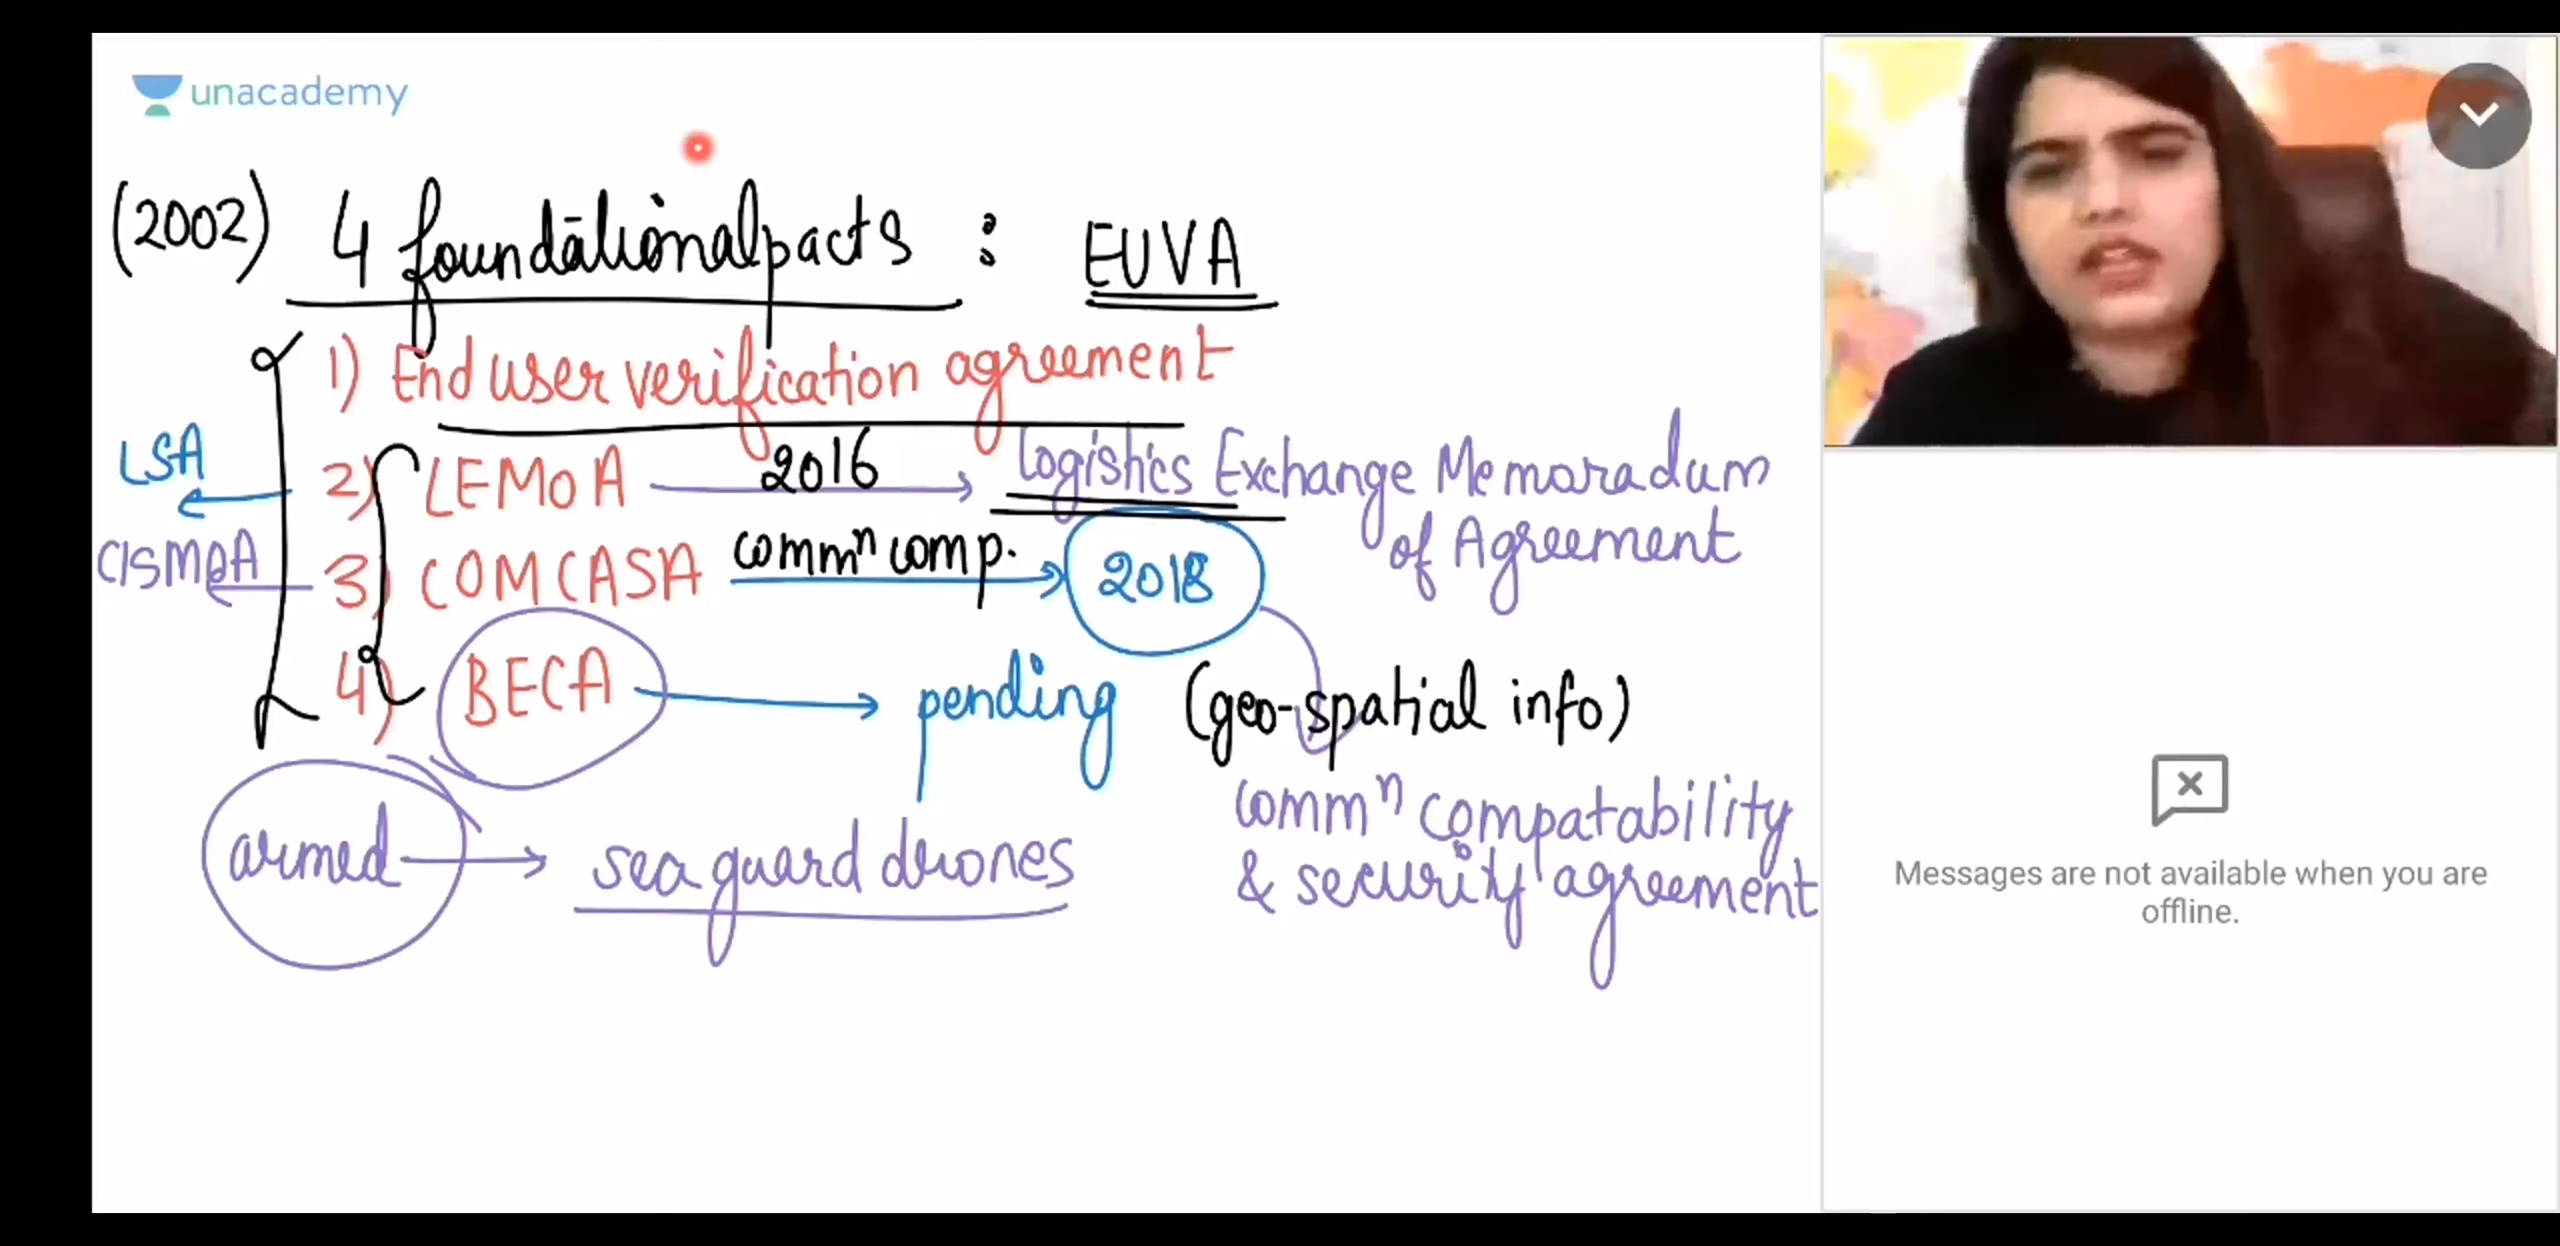 unacademy
(2002) 4 foundational pacts : EUVA
1) End user verification agreement
LSA
2) LEMOA 2016 Logistics Exchange Memoradum
of Agreement
CISMOA
3) COMCASA commⁿ comp. 2018
4) BECA pending (geo-spatial info)
commⁿ compatability
& security agreement
armed sea guard drones
Messages are not available when you are
offline.